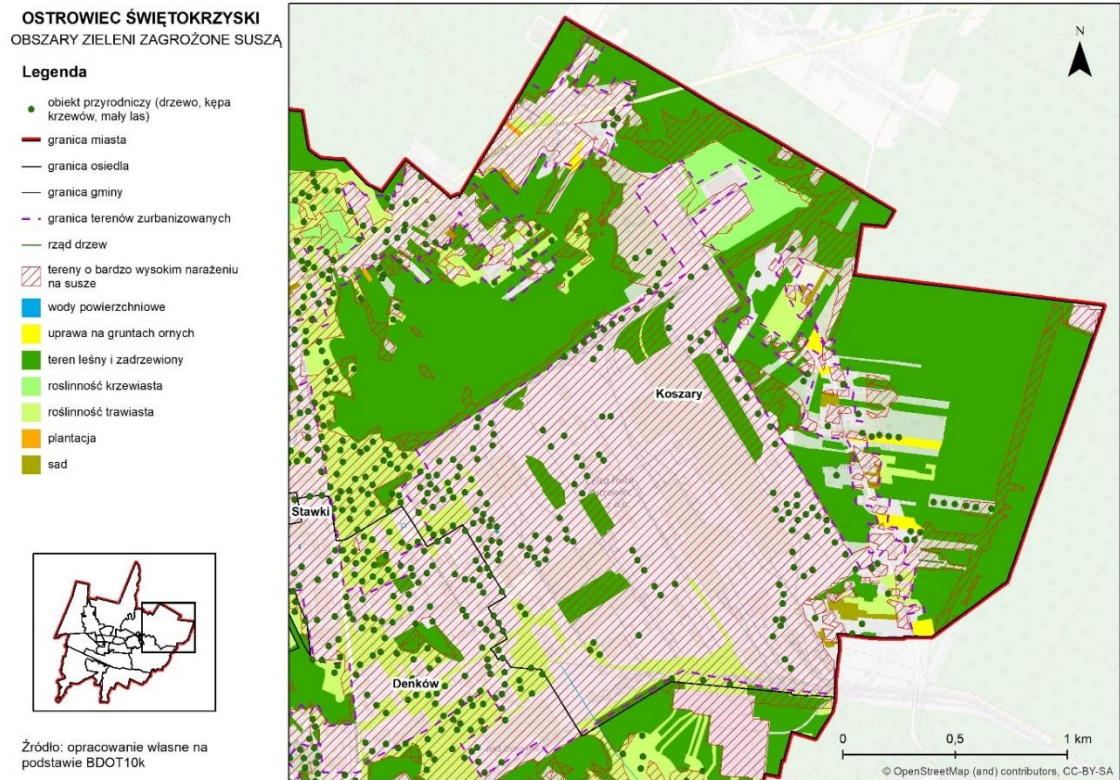 OSTROWIEC ŚWIĘTOKRZYSKI
OBSZARY ZIELENI ZAGROŻONE SUSZĄ
Legenda
obiekt przyrodniczy (drzewo, kępa
krzewów, mały las)
granica miasta
granica osiedla
granica gminy
granica terenów zurbanizowanych
rząd drzew
tereny o bardzo wysokim narażeniu
na susze
wody powierzchniowe
uprawa na gruntach ornych
teren leśny i zadrzewiony
roslinność krzewiasta
roślinność trawiasta
plantacja
sad
Źródło: opracowanie własne na
podstawie BDOT10k
N
Koszary
Stawki
Denków
0 0,5 1 km
© OpenStreetMap (and) contributors, CC-BY-SA